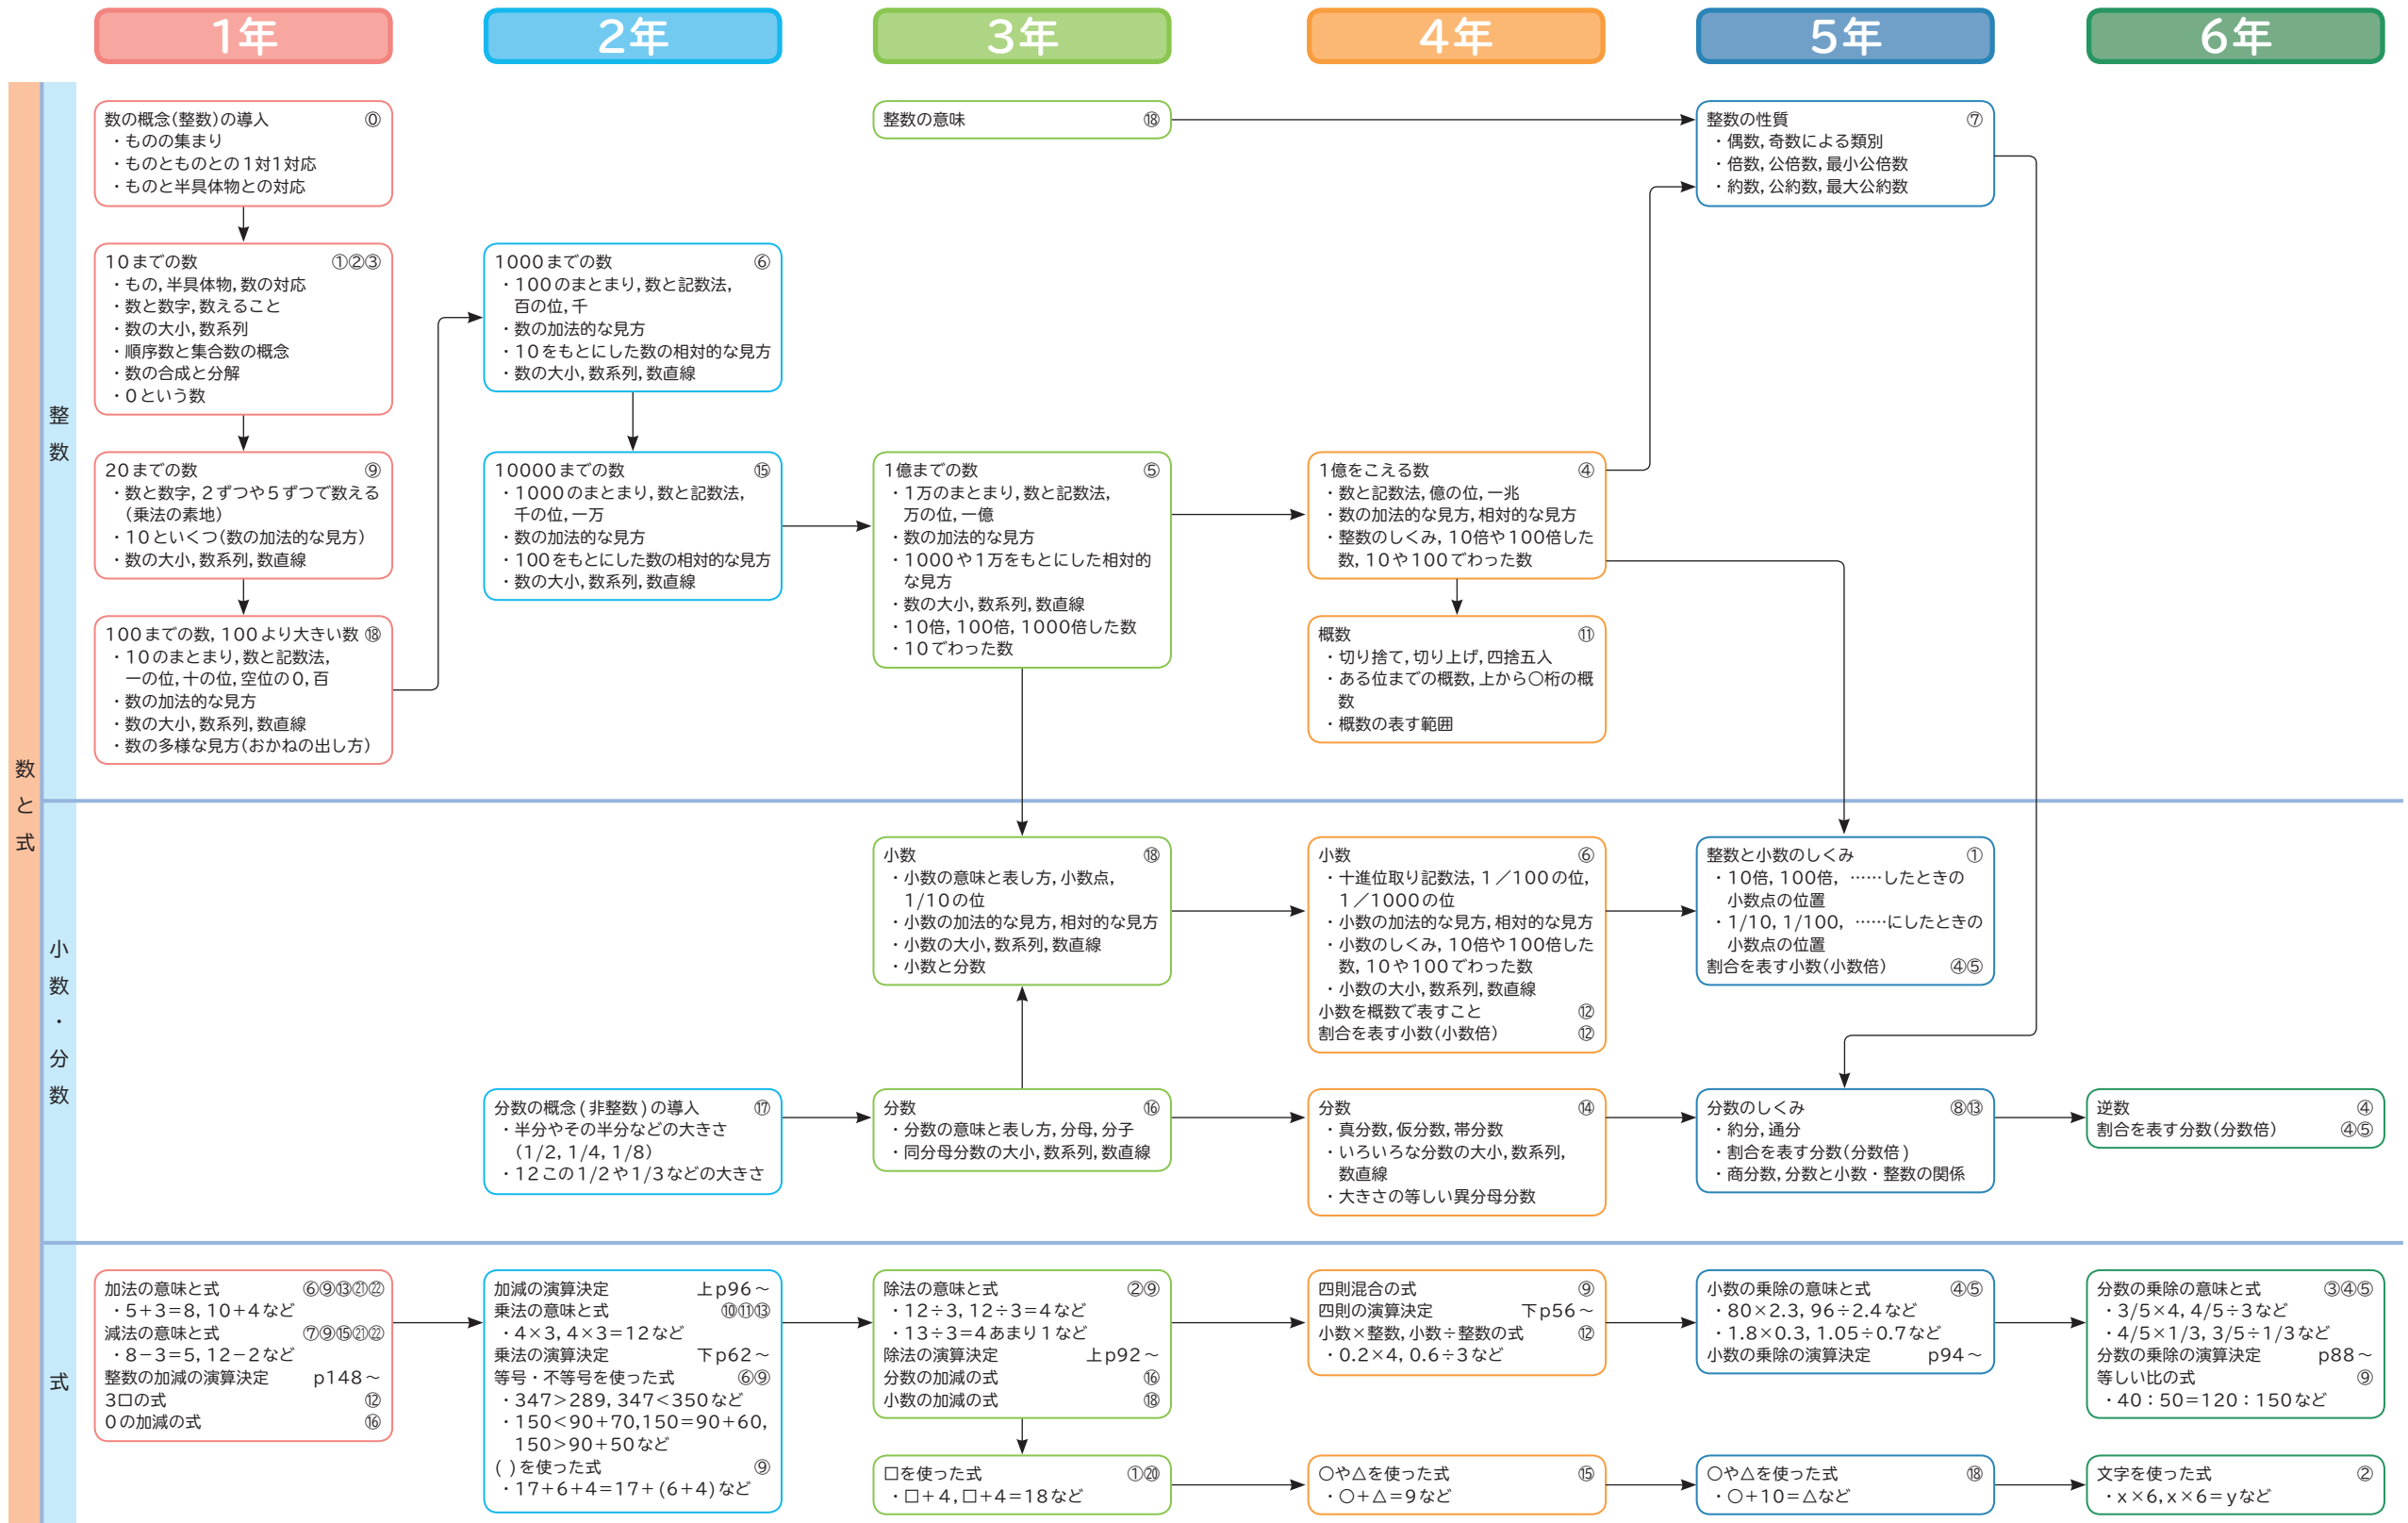 1年
2年
3年
4年
5年
6年
数と式
整数
数の概念(整数)の導入 ⓪
・ものの集まり
・ものとものとの1対1対応
・ものと半具体物との対応
10までの数 ①②③
・もの,半具体物,数の対応
・数と数字,数えること
・数の大小,数系列
・順序数と集合数の概念
・数の合成と分解
・0という数
20までの数 ⑨
・数と数字,2ずつや5ずつで数える
(乗法の素地)
・10といくつ(数の加法的な見方)
・数の大小,数系列,数直線
100までの数,100より大きい数 ⑱
・10のまとまり,数と記数法,
一の位,十の位,空位の0,百
・数の加法的な見方
・数の大小,数系列,数直線
・数の多様な見方(おかねの出し方)
1000までの数 ⑥
・100のまとまり,数と記数法,
百の位,千
・数の加法的な見方
・10をもとにした数の相対的な見方
・数の大小,数系列,数直線
10000までの数 ⑮
・1000のまとまり,数と記数法,
千の位,一万
・数の加法的な見方
・100をもとにした数の相対的な見方
・数の大小,数系列,数直線
整数の意味 ⑱
1億までの数 ⑤
・1万のまとまり,数と記数法,
万の位,一億
・数の加法的な見方
・1000や1万をもとにした相対的
な見方
・数の大小,数系列,数直線
・10倍,100倍,1000倍した数
・10でわった数
1億をこえる数 ④
・数と記数法,億の位,一兆
・数の加法的な見方,相対的な見方
・整数のしくみ,10倍や100倍した
数,10や100でわった数
概数 ⑪
・切り捨て,切り上げ,四捨五入
・ある位までの概数,上から〇桁の概
数
・概数の表す範囲
整数の性質 ⑦
・偶数,奇数による類別
・倍数,公倍数,最小公倍数
・約数,公約数,最大公約数
小数・分数
分数の概念(非整数)の導入 ⑰
・半分やその半分などの大きさ
(1/2,1/4,1/8)
・12この1/2や1/3などの大きさ
小数 ⑱
・小数の意味と表し方,小数点,
1/10の位
・小数の加法的な見方,相対的な見方
・小数の大小,数系列,数直線
・小数と分数
分数 ⑯
・分数の意味と表し方,分母,分子
・同分母分数の大小,数系列,数直線
小数 ⑥
・十進位取り記数法,1/100の位,
1/1000の位
・小数の加法的な見方,相対的な見方
・小数のしくみ,10倍や100倍した
数,10や100でわった数
・小数の大小,数系列,数直線
小数を概数で表すこと ⑫
割合を表す小数(小数倍) ⑫
分数 ⑭
・真分数,仮分数,帯分数
・いろいろな分数の大小,数系列,
数直線
・大きさの等しい異分母分数
整数と小数のしくみ ①
・10倍,100倍,……したときの
小数点の位置
・1/10,1/100,……にしたときの
小数点の位置
割合を表す小数(小数倍) ④⑤
分数のしくみ ⑧⑬
・約分,通分
・割合を表す分数(分数倍)
・商分数,分数と小数・整数の関係
逆数 ④
割合を表す分数(分数倍) ④⑤
式
加法の意味と式 ⑥⑨⑬㉑㉒
・5+3=8,10+4など
減法の意味と式 ⑦⑨⑮㉑㉒
・8-3=5,12-2など
整数の加減の演算決定 p148~
3□の式 ⑫
0の加減の式 ⑯
加減の演算決定 上p96~
乗法の意味と式 ⑩⑪⑬
・4×3,4×3=12など
乗法の演算決定 下p62~
等号・不等号を使った式 ⑥⑨
・347>289,347<350など
・150<90+70,150=90+60,
150>90+50など
( )を使った式 ⑨
・17+6+4=17+(6+4)など
除法の意味と式 ②⑨
・12÷3,12÷3=4など
・13÷3=4あまり1など
除法の演算決定 上p92~
分数の加減の式 ⑯
小数の加減の式 ⑱
□を使った式 ①⑳
・□+4,□+4=18など
四則混合の式 ⑨
四則の演算決定 下p56~
小数×整数,小数÷整数の式 ⑫
・0.2×4,0.6÷3など
〇や△を使った式 ⑮
・〇+△=9など
小数の乗除の意味と式 ④⑤
・80×2.3,96÷2.4など
・1.8×0.3,1.05÷0.7など
小数の乗除の演算決定 p94~
〇や△を使った式 ⑱
・〇+10=△など
分数の乗除の意味と式 ③④⑤
・3/5×4,4/5÷3など
・4/5×1/3,3/5÷1/3など
分数の乗除の演算決定 p88~
等しい比の式 ⑨
・40:50=120:150など
文字を使った式 ②
・x×6,x×6=yなど